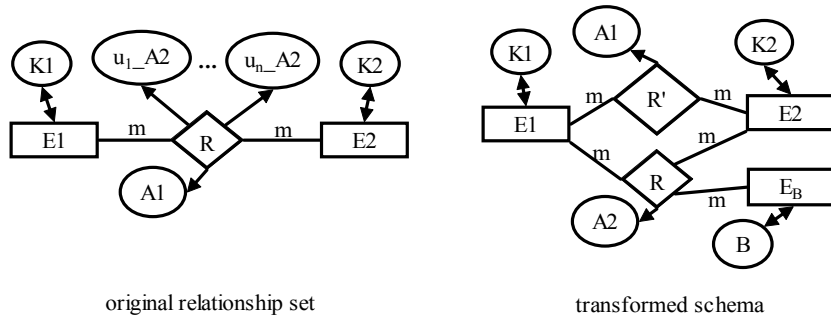 K1
u1_A2
...
un_A2
K2
E1
m
R
m
E2
A1
original relationship set
A1
K1
K2
m
R'
m
E1
E2
m
R
m
EB
A2
B
transformed schema